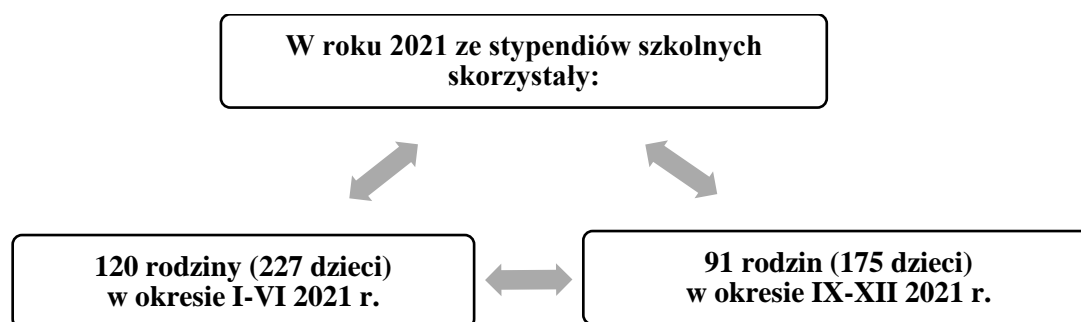 W roku 2021 ze stypendiów szkolnych
skorzystały:
120 rodziny (227 dzieci)
w okresie I-VI 2021 r.
91 rodzin (175 dzieci)
w okresie IX-XII 2021 r.